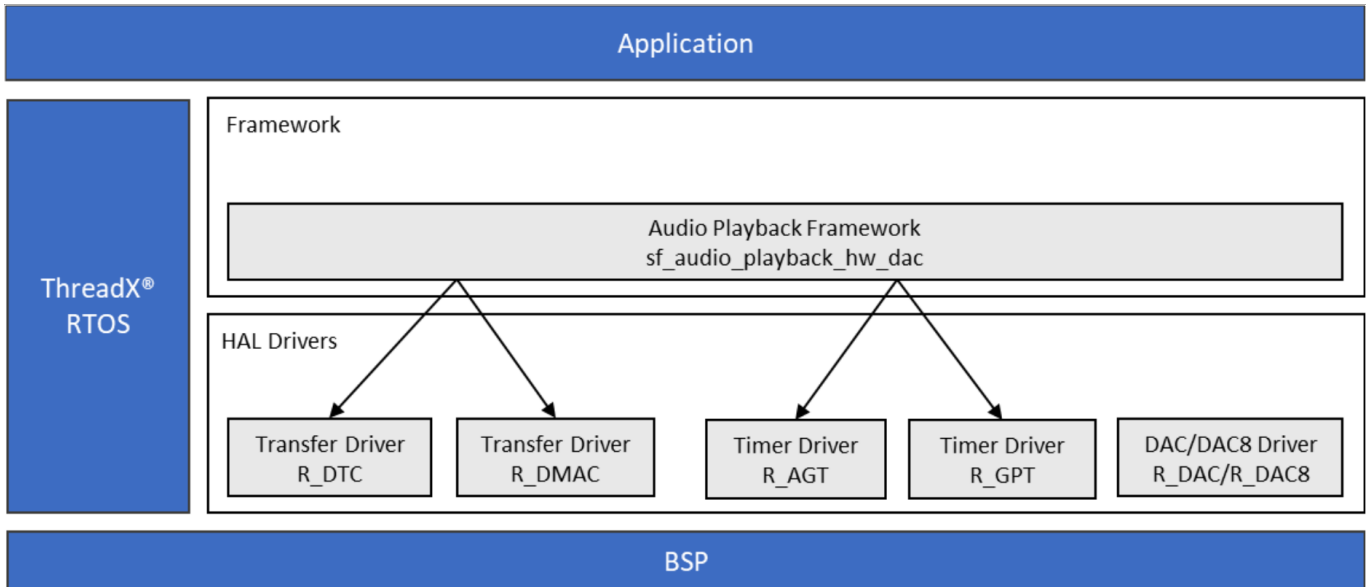 Application
ThreadX®
RTOS
Framework
Audio Playback Framework
sf_audio_playback_hw_dac
HAL Drivers
Transfer Driver
R_DTC
Transfer Driver
R_DMAC
Timer Driver
R_AGT
Timer Driver
R_GPT
DAC/DAC8 Driver
R_DAC/R_DAC8
BSP